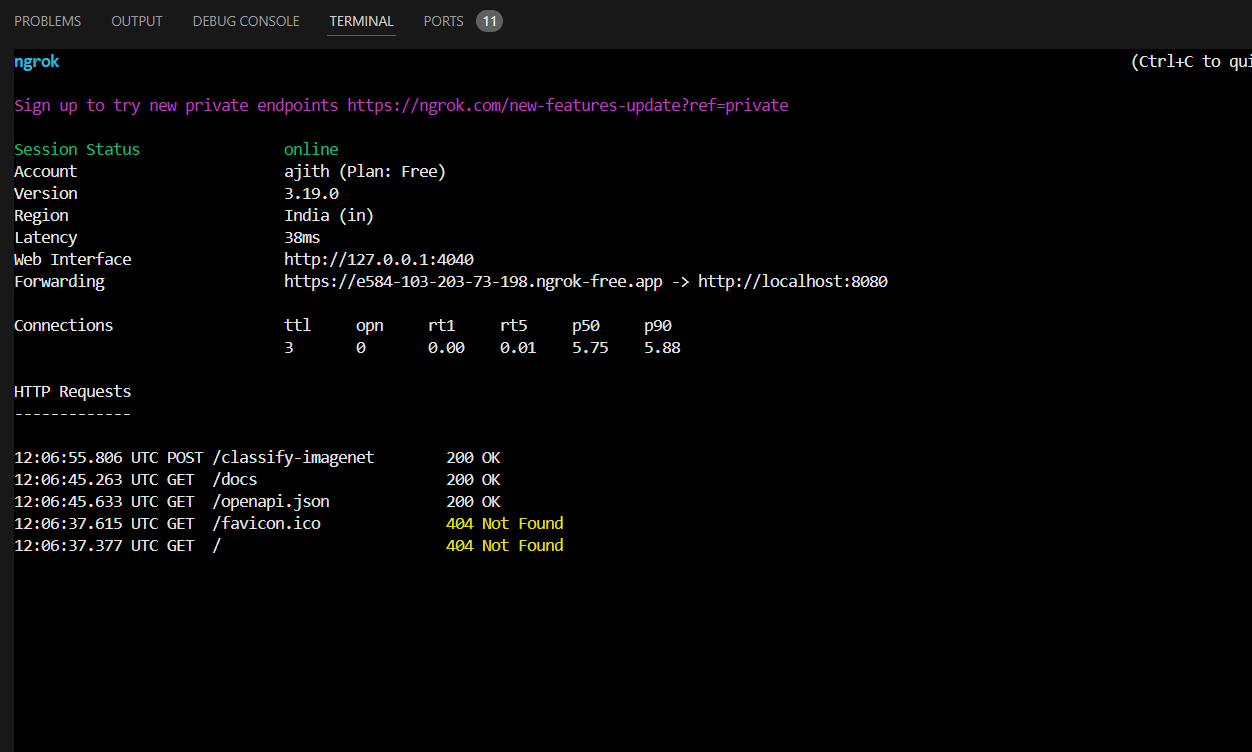 PROBLEMS OUTPUT DEBUG CONSOLE TERMINAL PORTS 11
ngrok (Ctrl+C to qui
Sign up to try new private endpoints https://ngrok.com/new-features-update?ref=private
Session Status online
Account ajith (Plan: Free)
Version 3.19.0
Region India (in)
Latency 38ms
Web Interface http://127.0.0.1:4040
Forwarding https://e584-103-203-73-198.ngrok-free.app -> http://localhost:8080
Connections ttl opn rt1 rt5 p50 p90
3 0 0.00 0.01 5.75 5.88
HTTP Requests
-------------
12:06:55.806 UTC POST /classify-imagenet 200 OK
12:06:45.263 UTC GET /docs 200 OK
12:06:45.633 UTC GET /openapi.json 200 OK
12:06:37.615 UTC GET /favicon.ico 404 Not Found
12:06:37.377 UTC GET / 404 Not Found